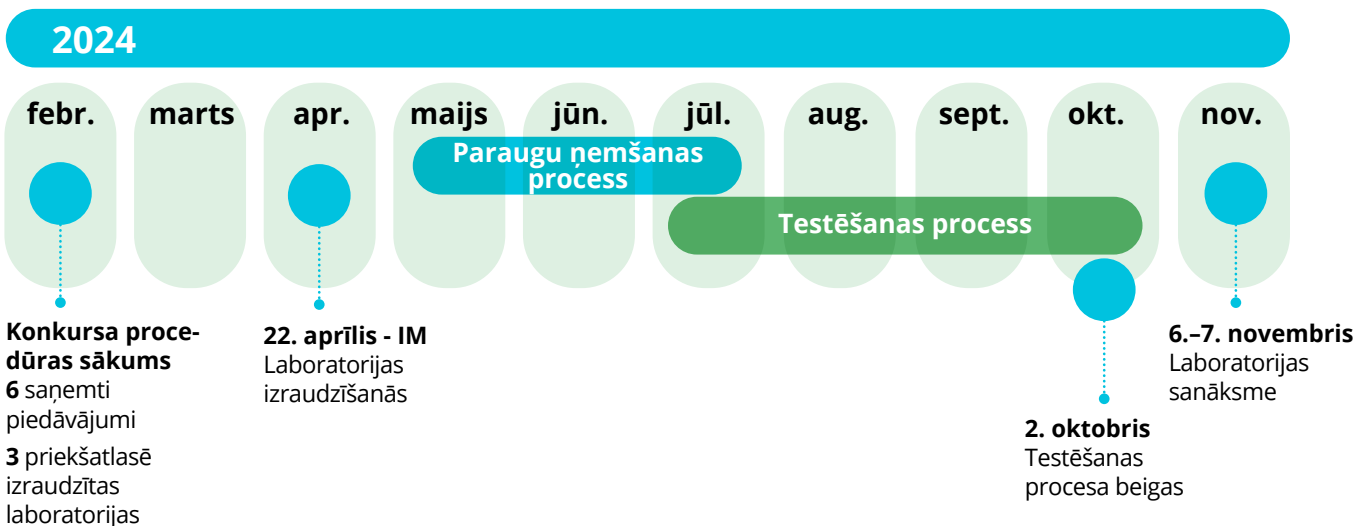 2024
febr.
marts
apr.
maijs
jūn.
jūl.
aug.
sept.
okt.
nov.
Paraugu ņemšanas
process
Testēšanas process
Konkursa proce-
dūras sākums
6 saņemti
piedāvājumi
3 priekšatlasē
izraudzītas
laboratorijas
22. aprīlis - IM
Laboratorijas
izraudzīšanās
2. oktobris
Testēšanas
procesa beigas
6.–7. novembris
Laboratorijas
sanāksme